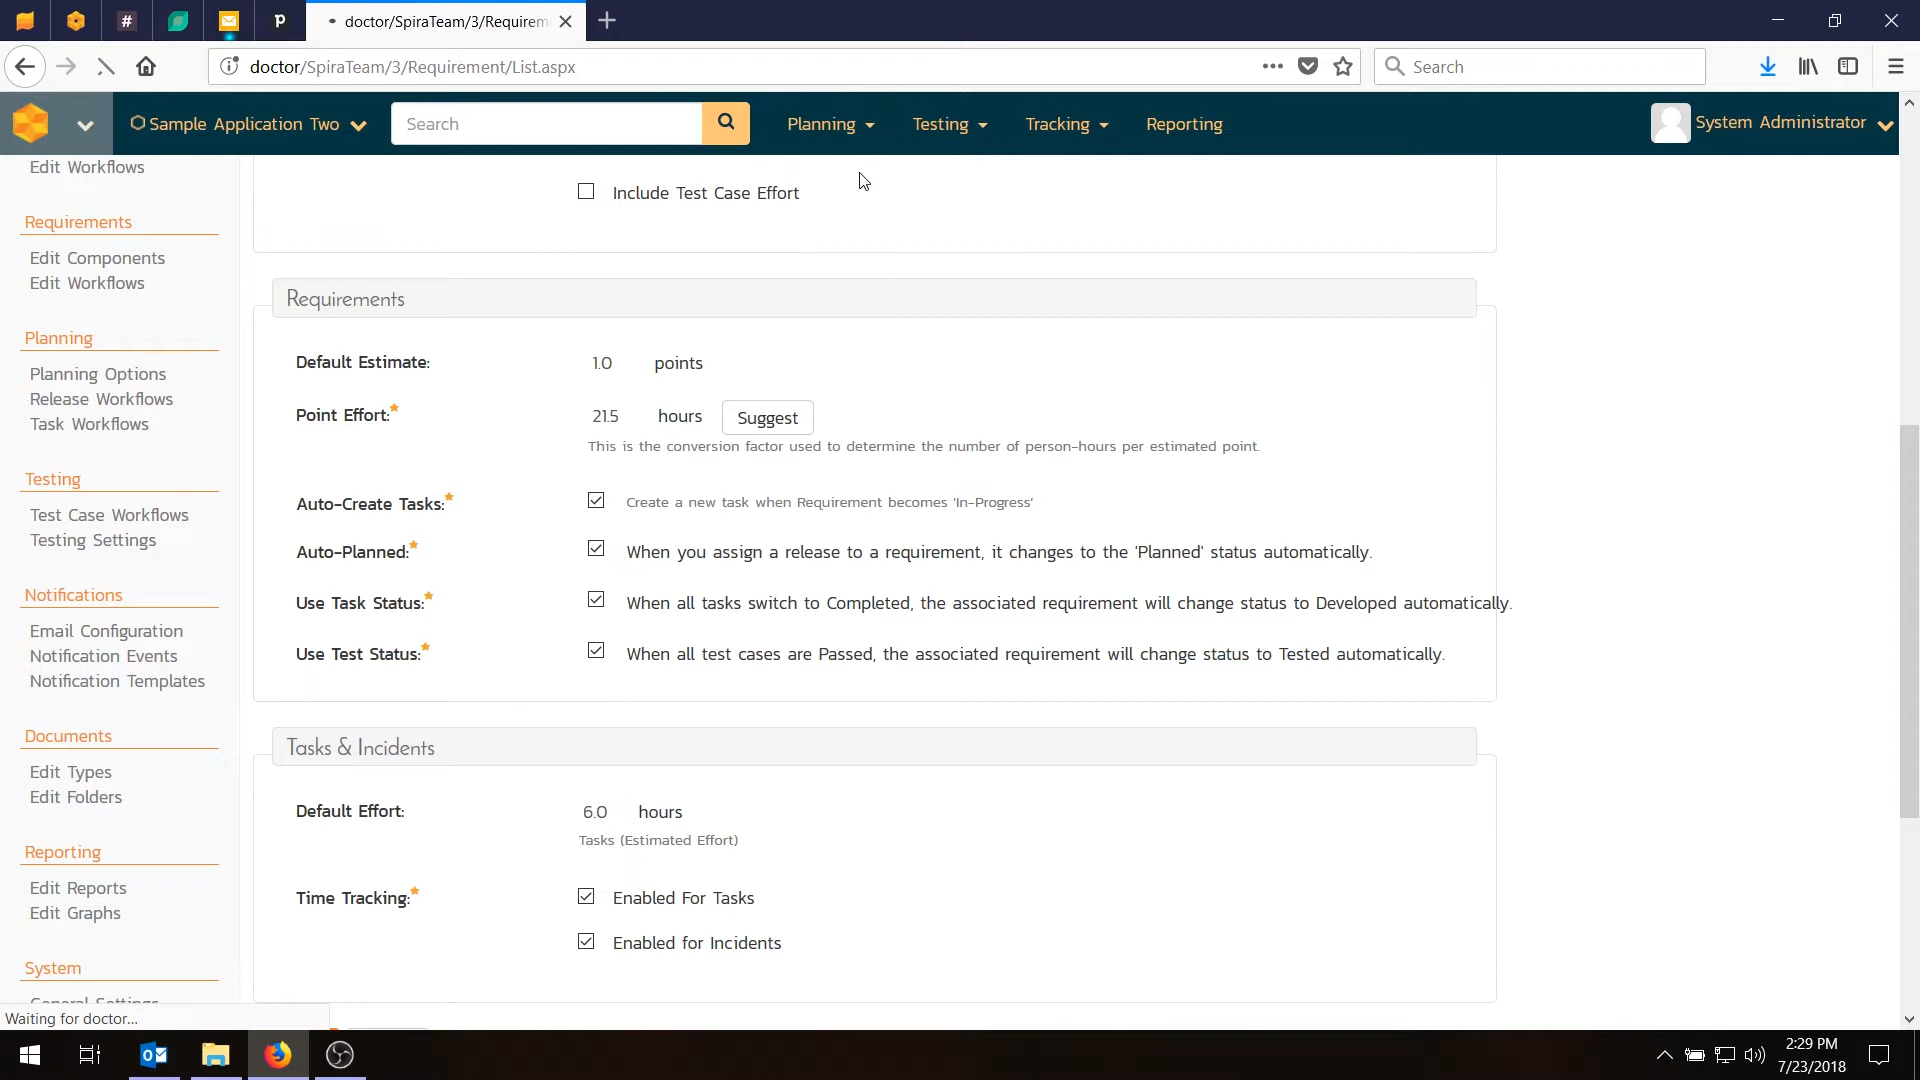 #
p
doctor/SpiraTeam/3/Requirem
doctor/SpiraTeam/3/Requirement/List.aspx
Search
Sample Application Two
Search
Planning
Testing
Tracking
Reporting
System Administrator
Edit Workflows
Requirements
Edit Components
Edit Workflows
Planning
Planning Options
Release Workflows
Task Workflows
Testing
Test Case Workflows
Testing Settings
Notifications
Email Configuration
Notification Events
Notification Templates
Documents
Edit Types
Edit Folders
Reporting
Edit Reports
Edit Graphs
System
General Settings
Waiting for doctor...
Include Test Case Effort
Requirements
Default Estimate: 1.0 points
Point Effort:* 21.5 hours Suggest
This is the conversion factor used to determine the number of person-hours per estimated point.
Auto-Create Tasks:* Create a new task when Requirement becomes 'In-Progress'
Auto-Planned:* When you assign a release to a requirement, it changes to the 'Planned' status automatically.
Use Task Status:* When all tasks switch to Completed, the associated requirement will change status to Developed automatically.
Use Test Status:* When all test cases are Passed, the associated requirement will change status to Tested automatically.
Tasks & Incidents
Default Effort: 6.0 hours
Tasks (Estimated Effort)
Time Tracking:* Enabled For Tasks
Enabled for Incidents
2:29 PM
7/23/2018